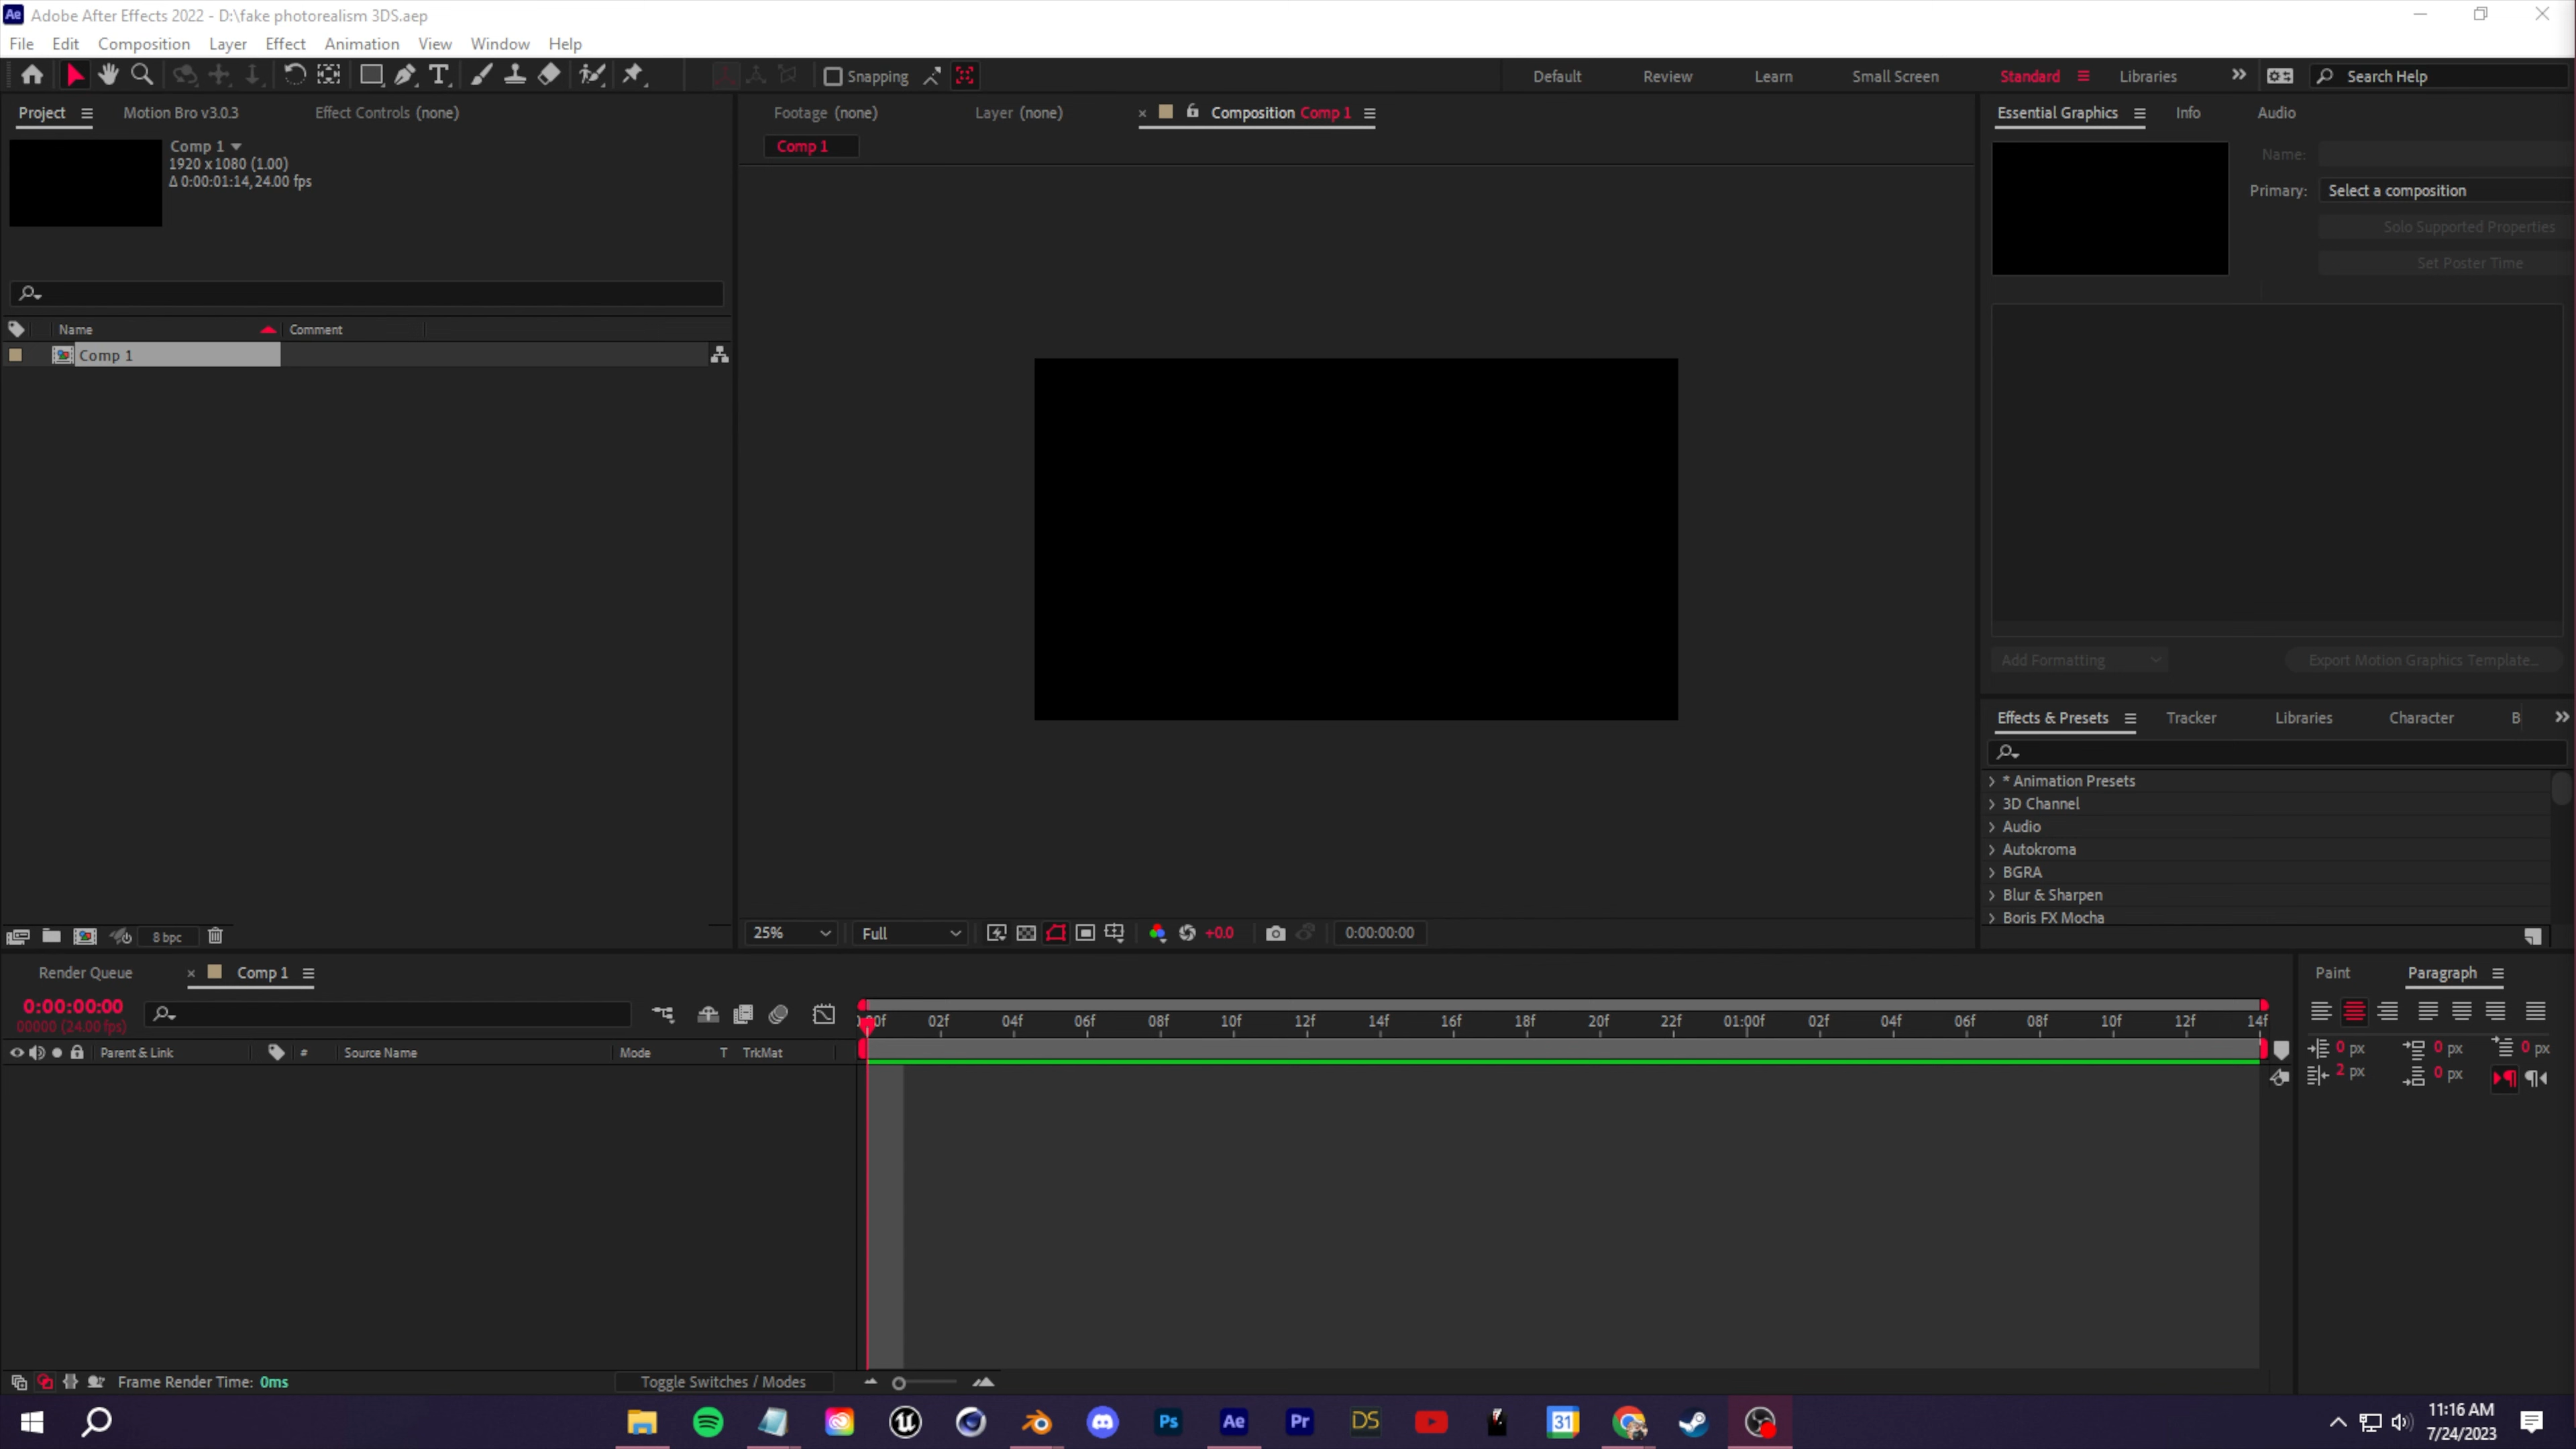 Ae Adobe After Effects 2022 - D:\fake photorealism 3DS.aep
File Edit Composition Layer Effect Animation View Window Help
T Snapping Default Review Learn Small Screen Standard Libraries Search Help
Project Motion Bro v3.0.3 Effect Controls (none)
Comp 1
1920 x 1080 (1.00)
Δ 0:00:01:14, 24.00 fps
Name Comment
Comp 1
8 bpc
Footage (none) Layer (none) × Composition Comp 1
Comp 1
25% Full +0.0 0:00:00:00
Essential Graphics Info Audio
Name:
Primary: Select a composition
Solo Supported Properties
Set Poster Time
Add Formatting Export Motion Graphics Template...
Effects & Presets Tracker Libraries Character B
* Animation Presets
3D Channel
Audio
Autokroma
BGRA
Blur & Sharpen
Boris FX Mocha
Render Queue × Comp 1
0:00:00:00
00000 (24.00 fps)
02f 04f 06f 08f 10f 12f 14f 16f 18f 20f 22f 01:00f 02f 04f 06f 08f 10f 12f 14f
Parent & Link # Source Name Mode T TrkMat
Frame Render Time: 0ms Toggle Switches / Modes
Paint Paragraph
0 px 0 px 0 px
2 px 0 px
Ps Ae Pr DS 31
11:16 AM
7/24/2023